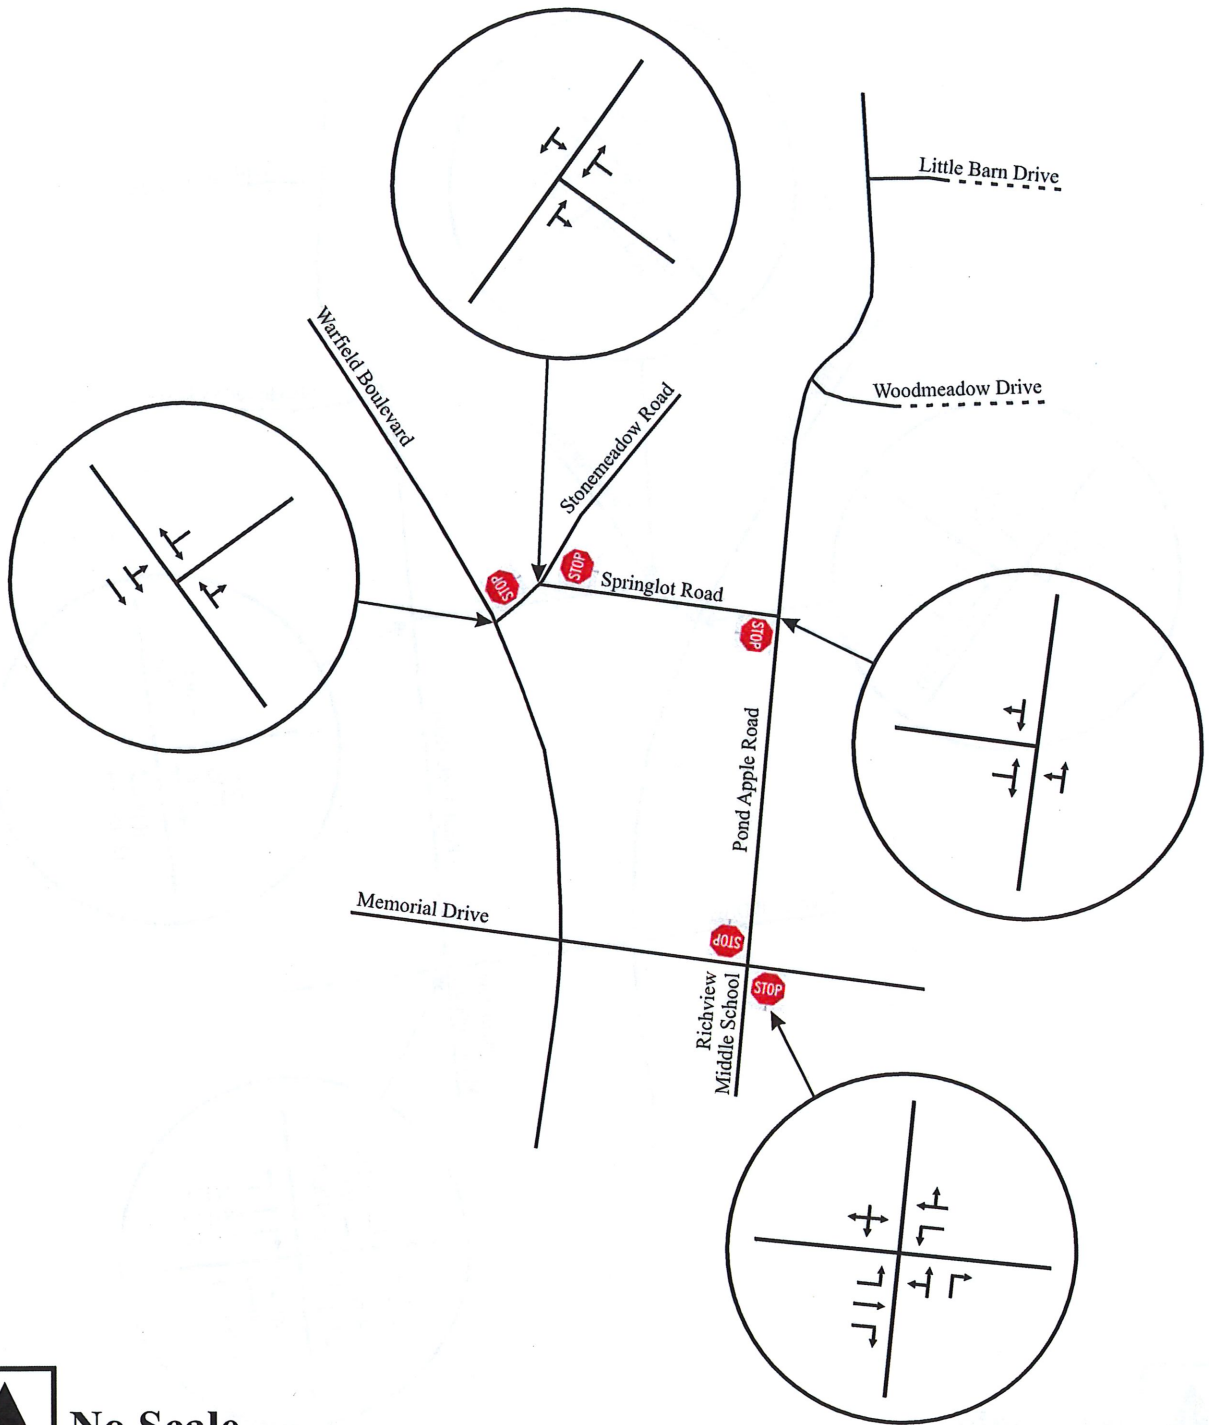 Little Barn Drive
Warfield Boulevard
Woodmeadow Drive
Stonemeadow Road
STOP
STOP
Springlot Road
STOP
Pond Apple Road
Memorial Drive
STOP
Richview
Middle School
STOP
No Scale